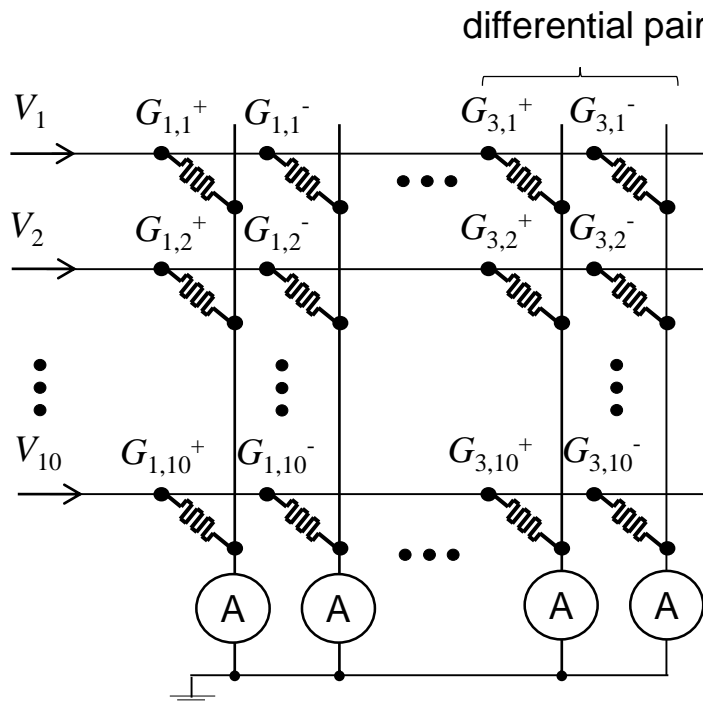 differential pair
V₁ G₁,₁⁺ G₁,₁⁻ G₃,₁⁺ G₃,₁⁻
V₂ G₁,₂⁺ G₁,₂⁻ G₃,₂⁺ G₃,₂⁻
V₁₀ G₁,₁₀⁺ G₁,₁₀⁻ G₃,₁₀⁺ G₃,₁₀⁻
A A A A